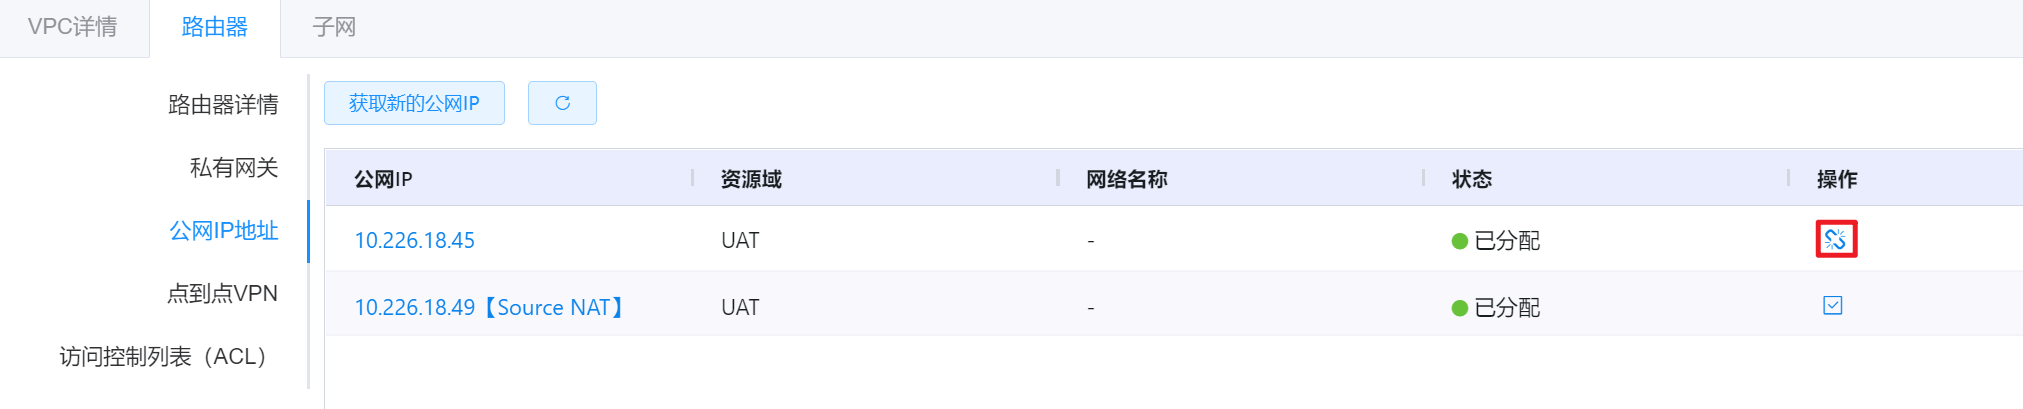 VPC详情 路由器 子网
路由器详情
私有网关
公网IP地址
点到点VPN
访问控制列表（ACL）
获取新的公网IP
公网IP 资源域 网络名称 状态 操作
10.226.18.45 UAT - 已分配
10.226.18.49【Source NAT】 UAT - 已分配